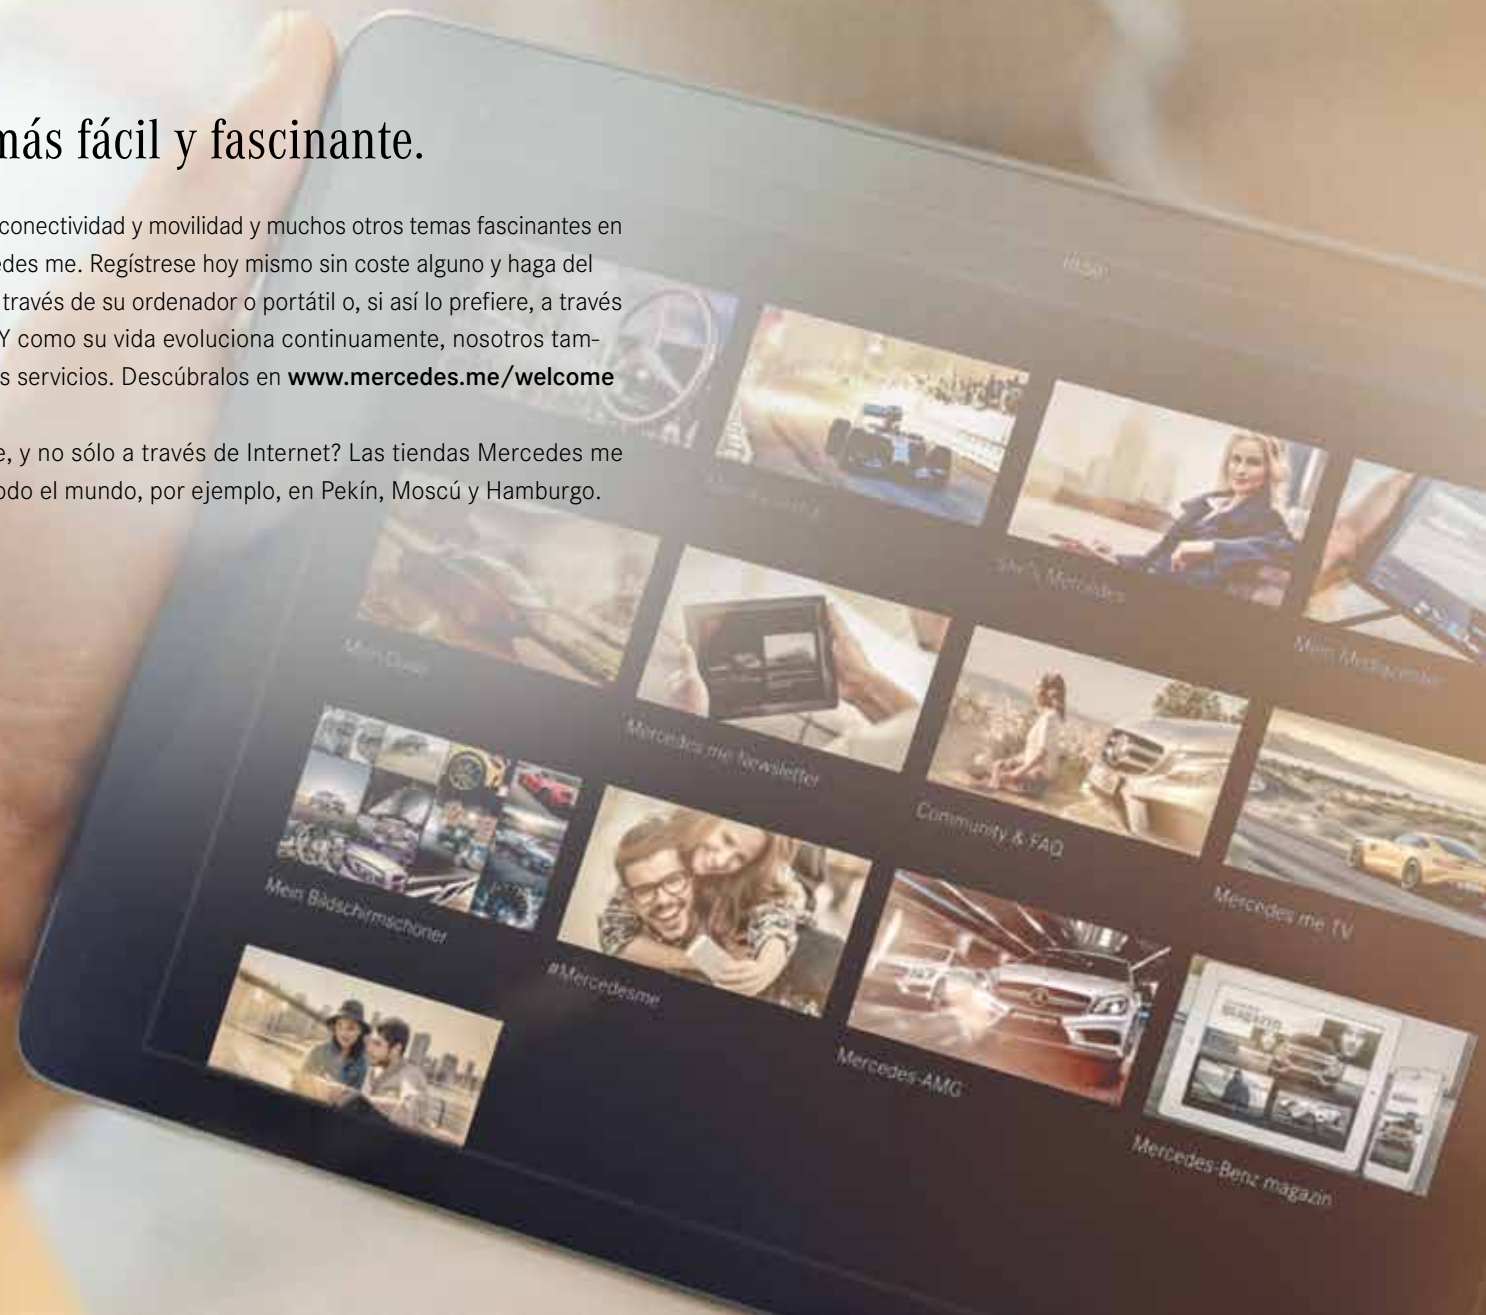 más fácil y fascinante.
conectividad y movilidad y muchos otros temas fascinantes en
edes me. Regístrese hoy mismo sin coste alguno y haga del
través de su ordenador o portátil o, si así lo prefiere, a través
Y como su vida evoluciona continuamente, nosotros tam-
s servicios. Descúbralos en www.mercedes.me/welcome
e, y no sólo a través de Internet? Las tiendas Mercedes me
odo el mundo, por ejemplo, en Pekín, Moscú y Hamburgo.
Mercedes
Mein Mediacenter
Mein
Mercedes me Newsletter
Community & FAQ
Mercedes me TV
Mein Bildschirmschoner
#Mercedesme
Mercedes-AMG
Mercedes-Benz magazin